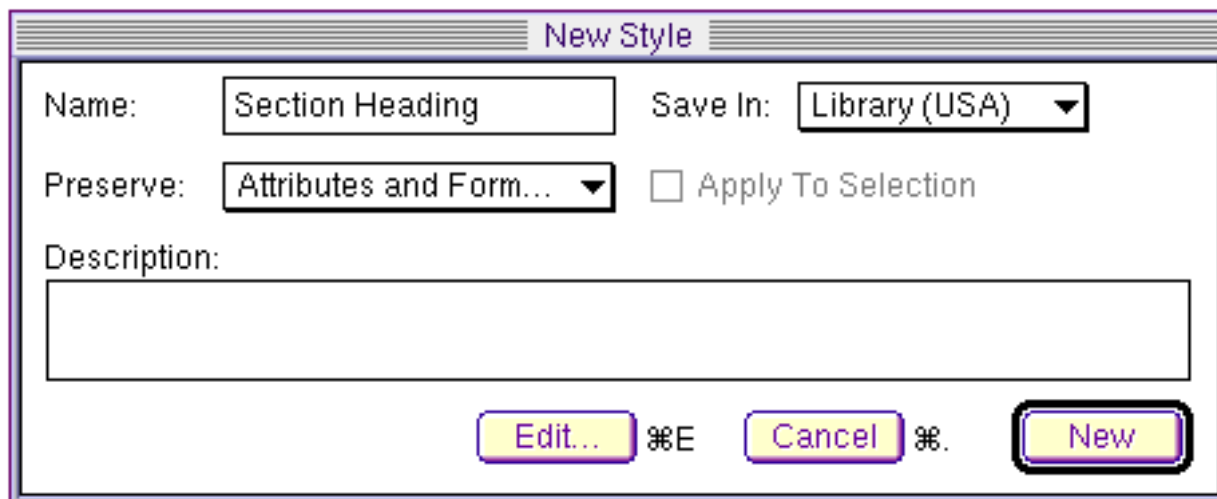 New Style
Name: Section Heading Save In: Library (USA)
Preserve: Attributes and Form... Apply To Selection
Description:
Edit... ⌘E Cancel ⌘. New